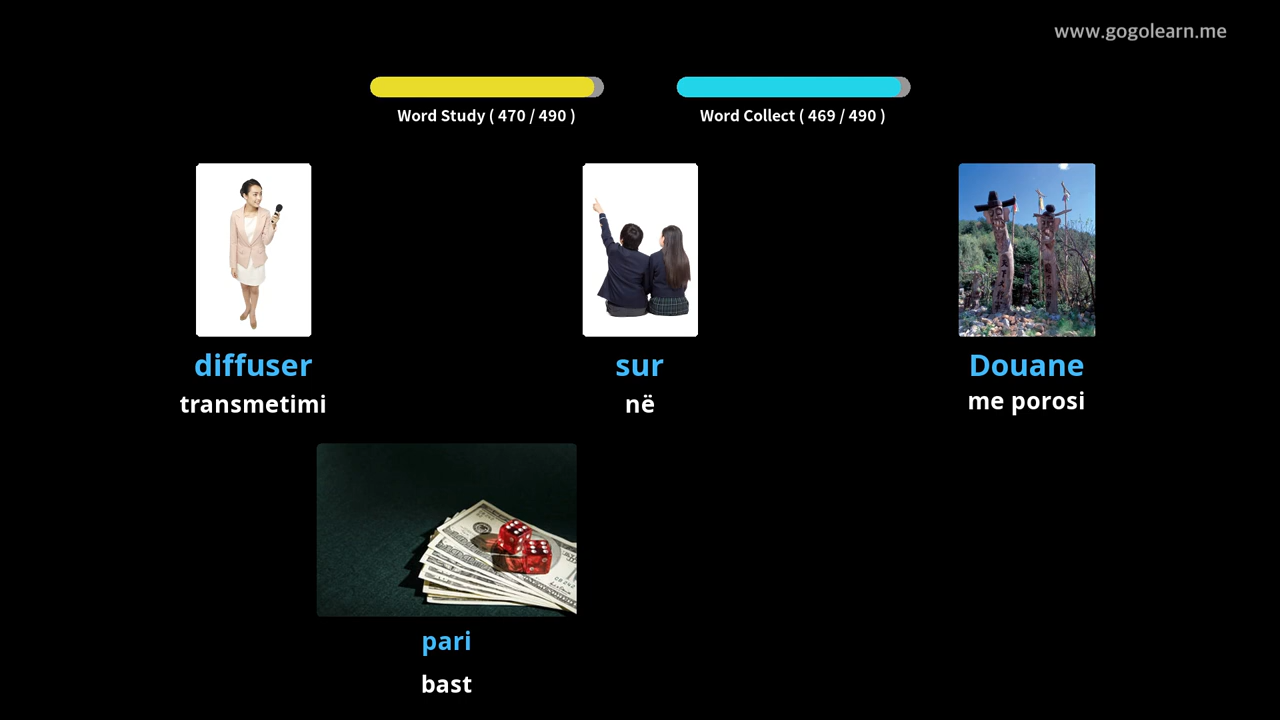 www.gogolearn.me
Word Study ( 470 / 490 )
Word Collect ( 469 / 490 )
diffuser
transmetimi
sur
në
Douane
me porosi
pari
bast